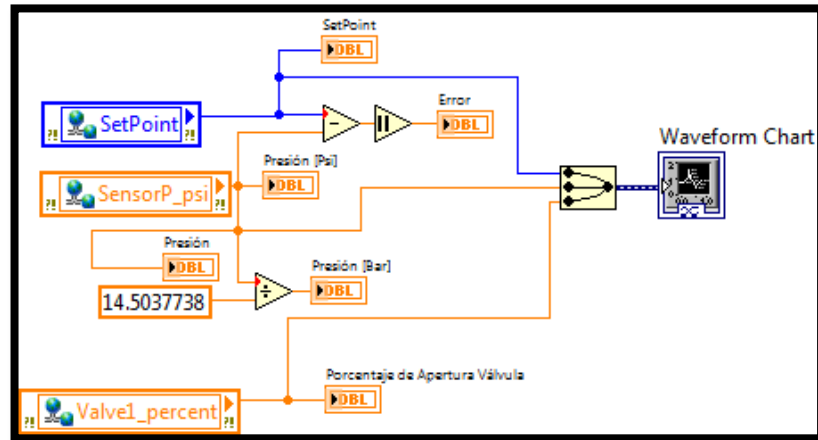 SetPoint
DBL
SetPoint
Error
DBL
Waveform Chart
Presión [Psi]
DBL
SensorP_psi
Presión
DBL
Presión [Bar]
DBL
14.5037738
Porcentaje de Apertura Válvula
DBL
Valve1_percent